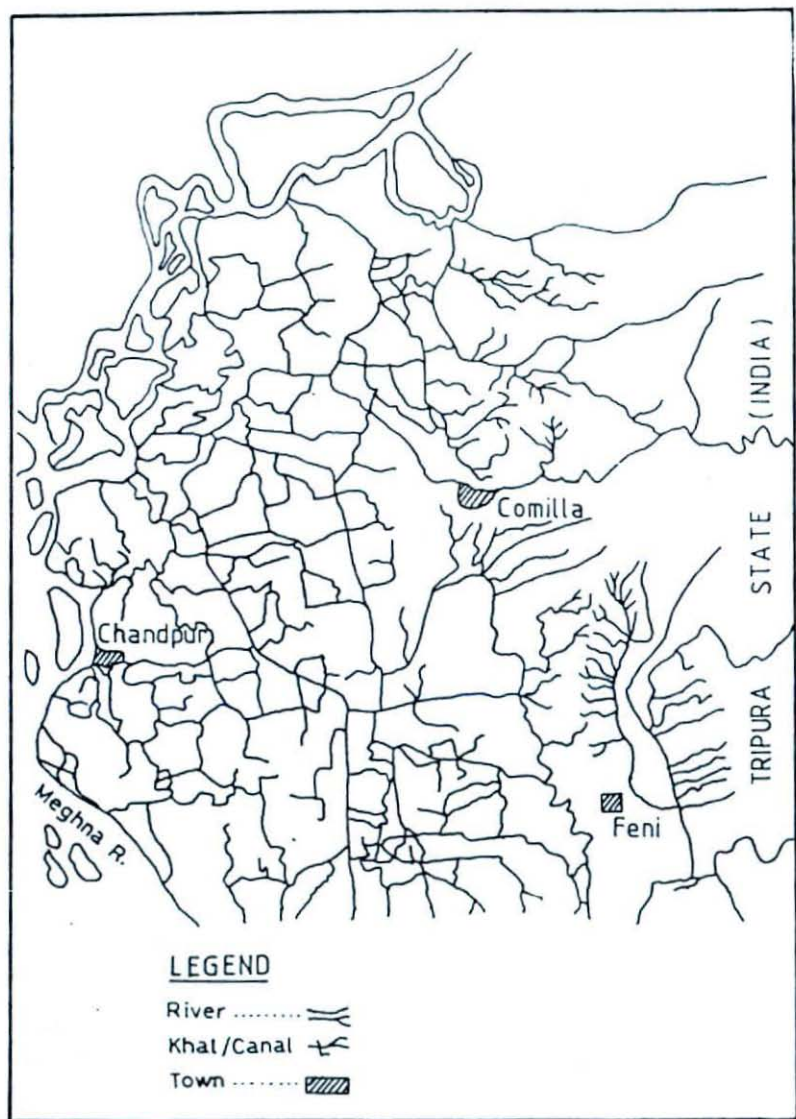 (INDIA)
STATE
TRIPURA
Comilla
Chandpur
Feni
Meghna R.
LEGEND
River ........
Khal/Canal
Town ........